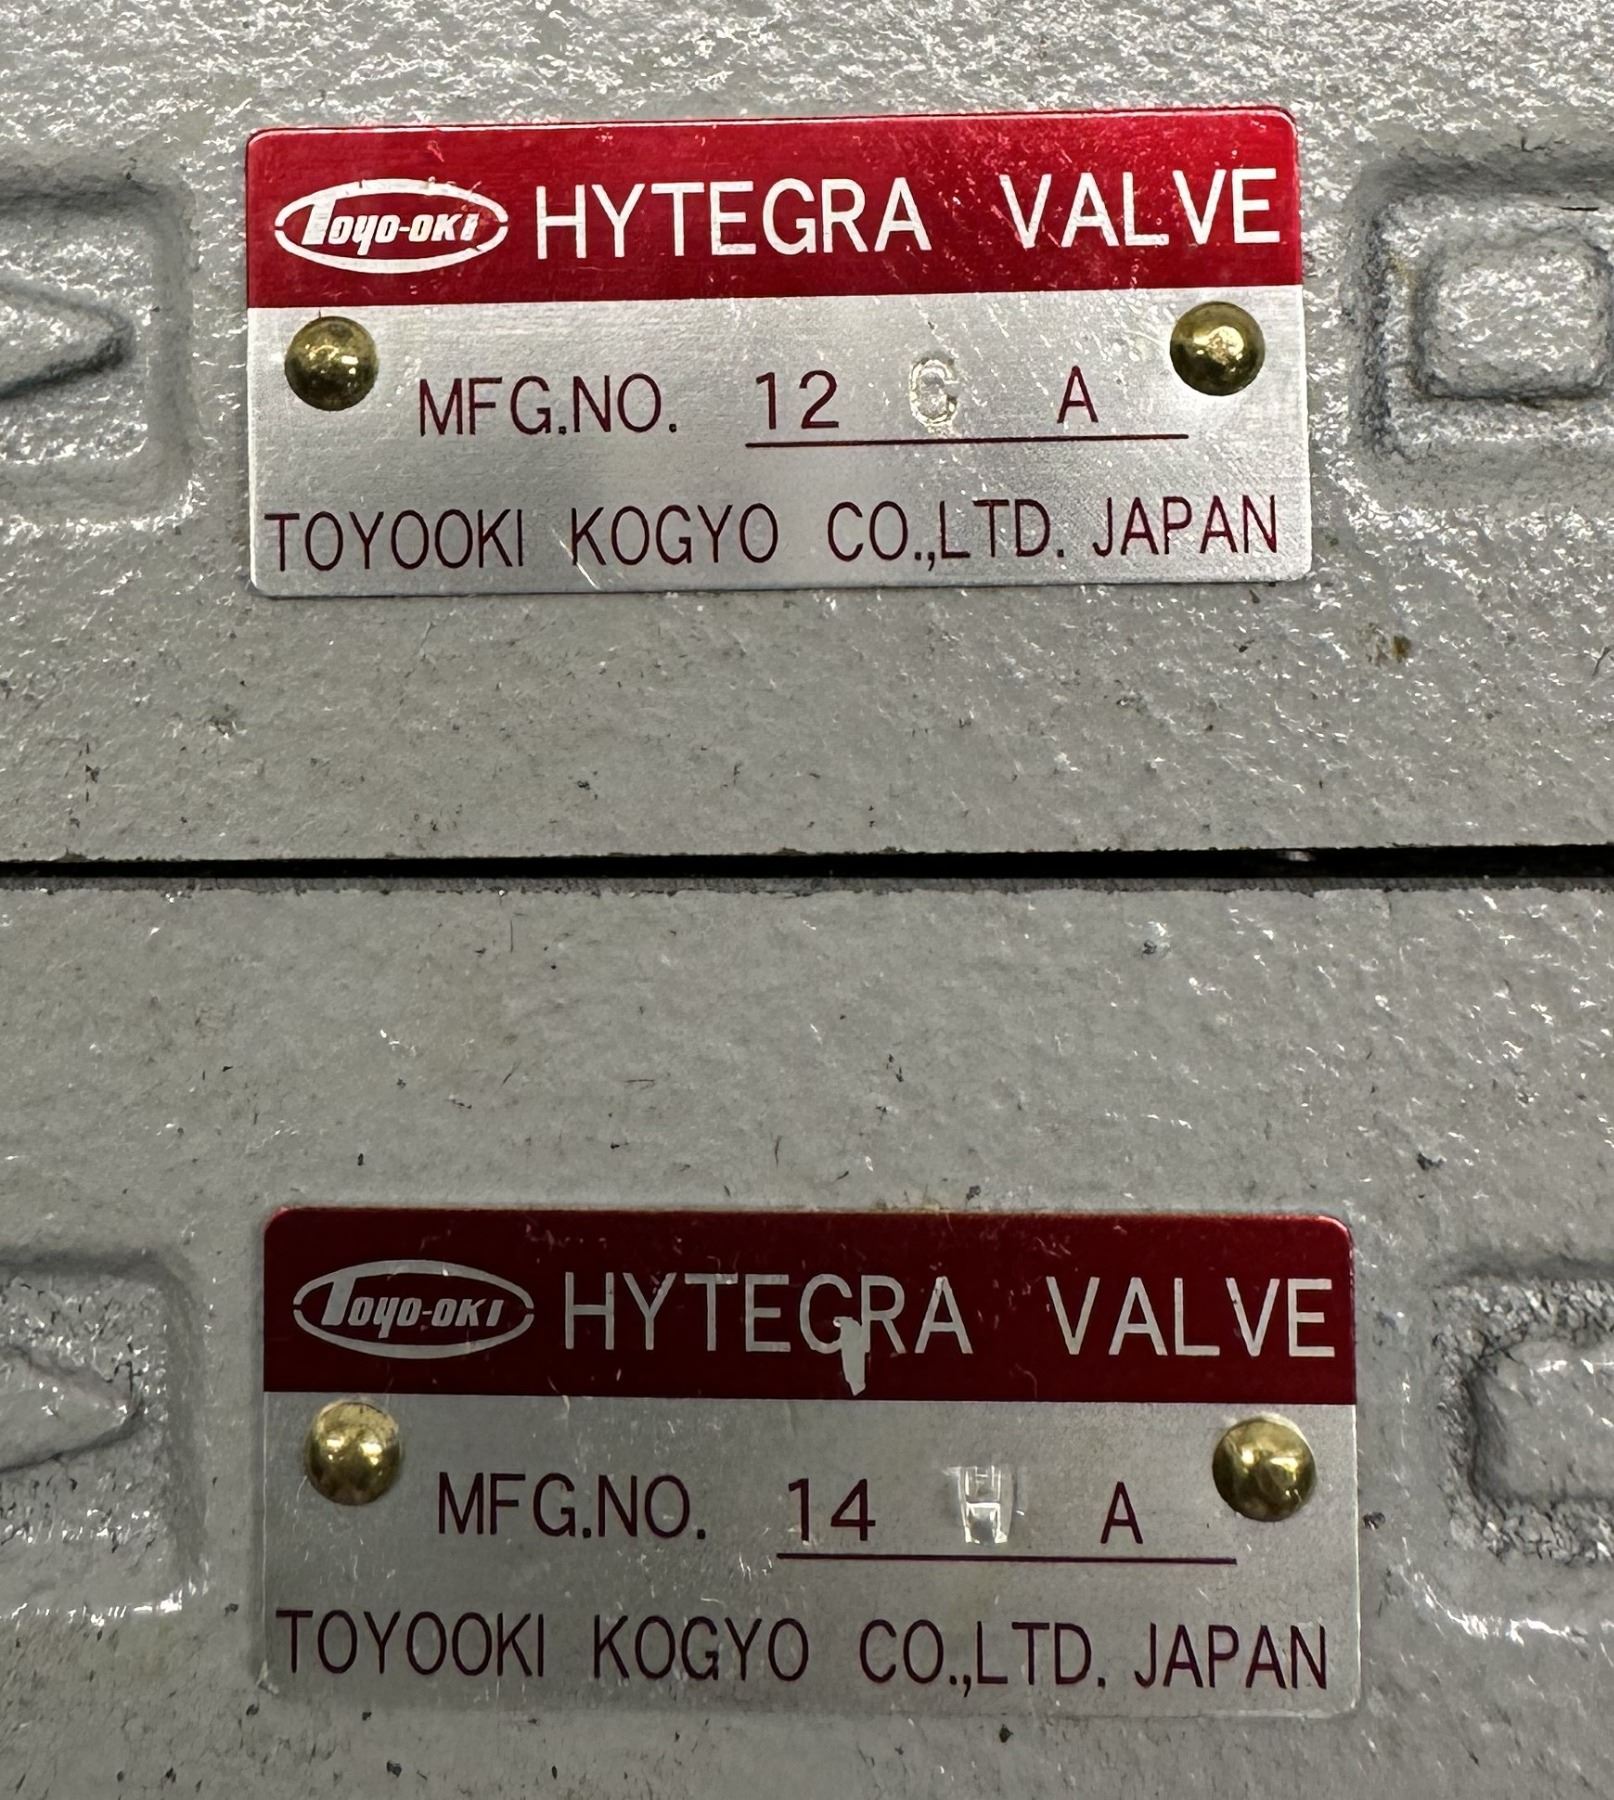 TOYO-OKI HYTEGRA VALVE
MFG.NO. 12 C A
TOYOOKI KOGYO CO.,LTD. JAPAN
TOYO-OKI HYTEGRA VALVE
MFG.NO. 14 H A
TOYOOKI KOGYO CO.,LTD. JAPAN